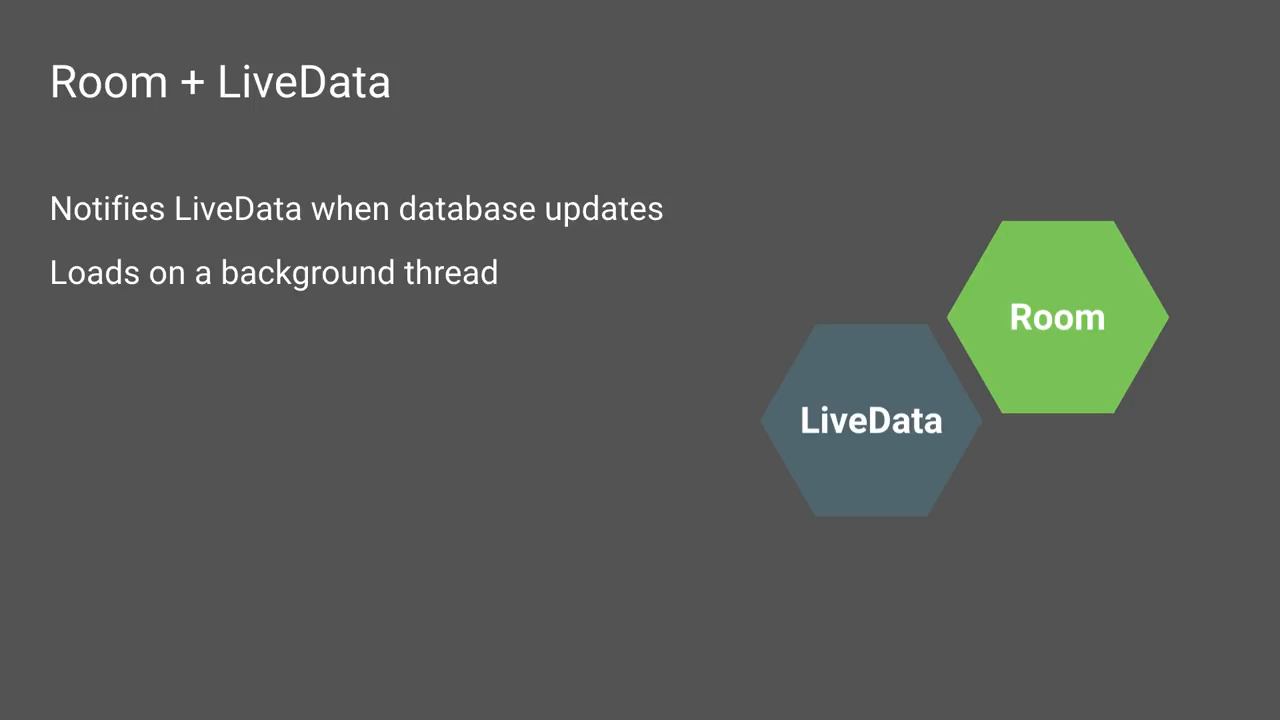 Room + LiveData
Notifies LiveData when database updates
Loads on a background thread
Room
LiveData